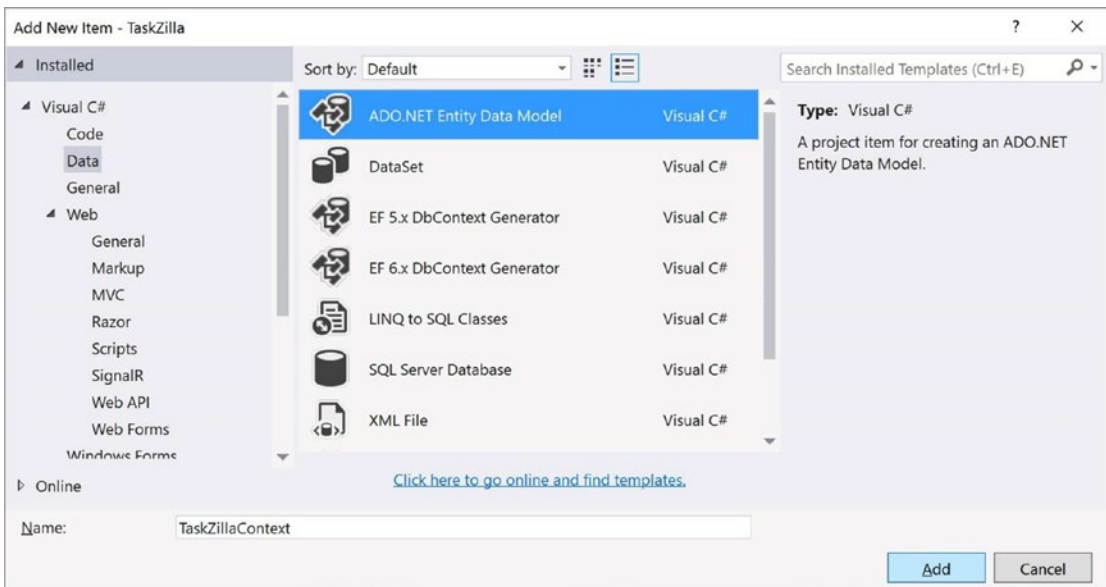 Add New Item - TaskZilla
?
Installed
Sort by: Default
Search Installed Templates (Ctrl+E)
Visual C#
Code
Data
General
Web
General
Markup
MVC
Razor
Scripts
SignalR
Web API
Web Forms
Windows Forms
Online
ADO.NET Entity Data Model Visual C#
DataSet Visual C#
EF 5.x DbContext Generator Visual C#
EF 6.x DbContext Generator Visual C#
LINQ to SQL Classes Visual C#
SQL Server Database Visual C#
XML File Visual C#
Click here to go online and find templates.
Type: Visual C#
A project item for creating an ADO.NET
Entity Data Model.
Name: TaskZillaContext
Add Cancel